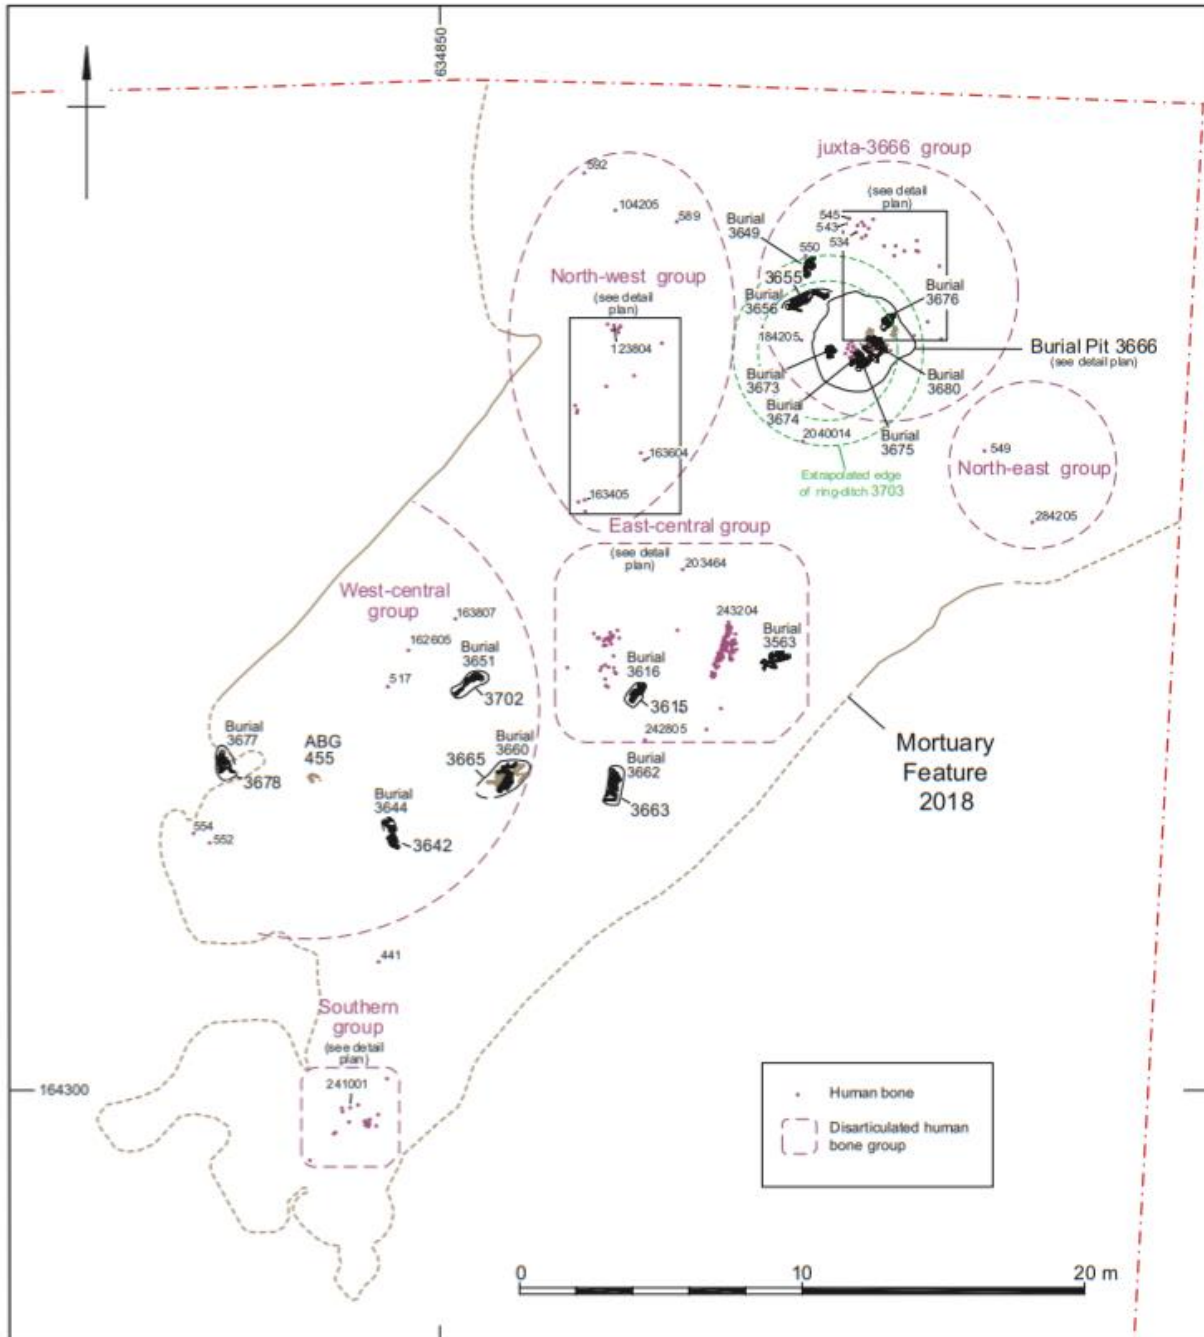 634850
592
104205
589
North-west group
(see detail
plan)
123804
163604
163405
juxta-3666 group
(see detail
plan)
545
543
534
Burial
3649
550
3655
Burial
3656
Burial
3676
184205
Burial Pit 3666
(see detail plan)
Burial
3673
Burial
3680
Burial
3674
Burial
3675
2040014
Extrapolated edge
of ring-ditch 3703
549
North-east group
284205
East-central group
(see detail
plan)
203464
243204
Burial
3563
Burial
3616
3615
242805
West-central
group
163807
162605
Burial
3651
517
3702
Burial
3677
3678
ABG
455
Burial
3660
3665
Burial
3662
3663
Burial
3644
3642
554
552
Mortuary
Feature
2018
441
Southern
group
(see detail
plan)
241001
164300
Human bone
Disarticulated human
bone group
0 10 20 m